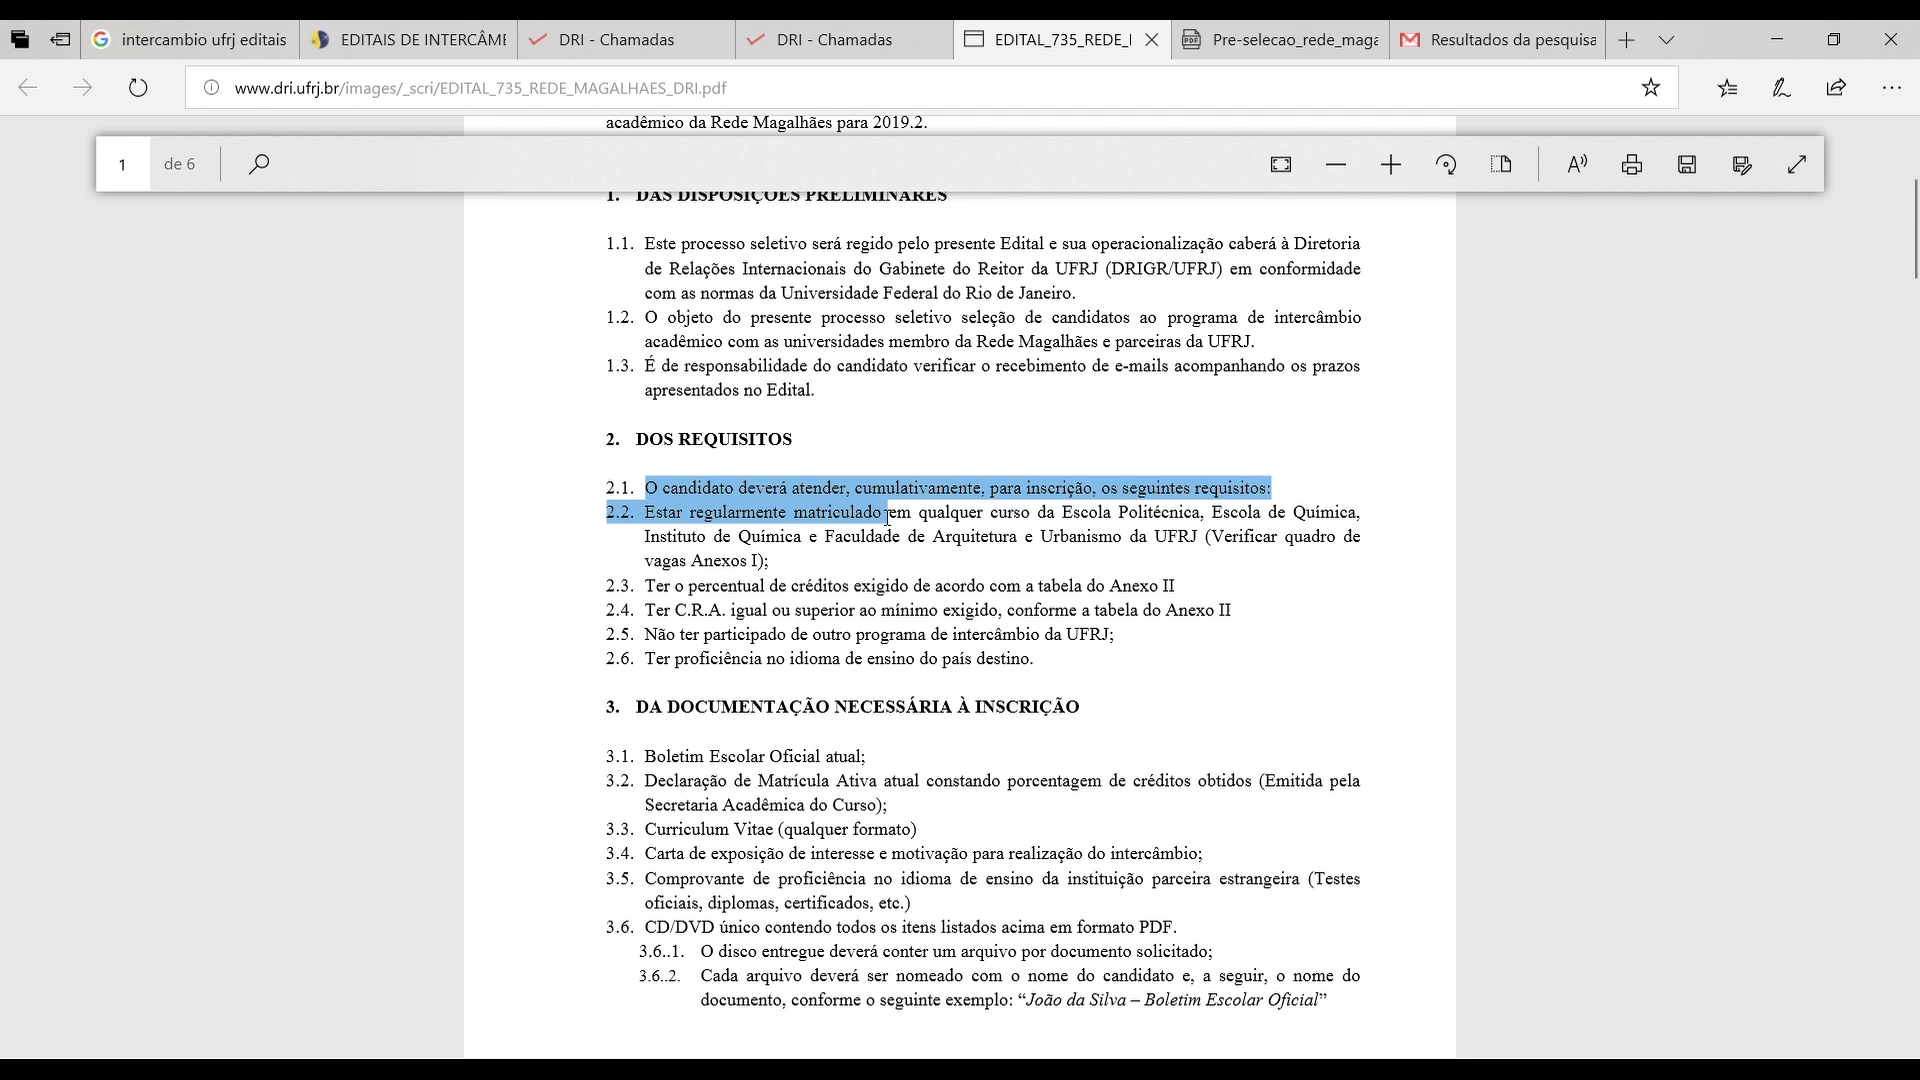 intercambio ufrj editais
EDITAIS DE INTERCÂM
DRI - Chamadas
DRI - Chamadas
EDITAL_735_REDE_
Pre-selecao_rede_maga
Resultados da pesquisa
www.dri.ufrj.br/images/_scri/EDITAL_735_REDE_MAGALHAES_DRI.pdf
acadêmico da Rede Magalhães para 2019.2.
1 de 6
1. DAS DISPOSIÇÕES PRELIMINARES
1.1. Este processo seletivo será regido pelo presente Edital e sua operacionalização caberá à Diretoria
de Relações Internacionais do Gabinete do Reitor da UFRJ (DRIGR/UFRJ) em conformidade
com as normas da Universidade Federal do Rio de Janeiro.
1.2. O objeto do presente processo seletivo seleção de candidatos ao programa de intercâmbio
acadêmico com as universidades membro da Rede Magalhães e parceiras da UFRJ.
1.3. É de responsabilidade do candidato verificar o recebimento de e-mails acompanhando os prazos
apresentados no Edital.
2. DOS REQUISITOS
2.1. O candidato deverá atender, cumulativamente, para inscrição, os seguintes requisitos:
2.2. Estar regularmente matriculado em qualquer curso da Escola Politécnica, Escola de Química,
Instituto de Química e Faculdade de Arquitetura e Urbanismo da UFRJ (Verificar quadro de
vagas Anexos I);
2.3. Ter o percentual de créditos exigido de acordo com a tabela do Anexo II
2.4. Ter C.R.A. igual ou superior ao mínimo exigido, conforme a tabela do Anexo II
2.5. Não ter participado de outro programa de intercâmbio da UFRJ;
2.6. Ter proficiência no idioma de ensino do país destino.
3. DA DOCUMENTAÇÃO NECESSÁRIA À INSCRIÇÃO
3.1. Boletim Escolar Oficial atual;
3.2. Declaração de Matrícula Ativa atual constando porcentagem de créditos obtidos (Emitida pela
Secretaria Acadêmica do Curso);
3.3. Curriculum Vitae (qualquer formato)
3.4. Carta de exposição de interesse e motivação para realização do intercâmbio;
3.5. Comprovante de proficiência no idioma de ensino da instituição parceira estrangeira (Testes
oficiais, diplomas, certificados, etc.)
3.6. CD/DVD único contendo todos os itens listados acima em formato PDF.
3.6..1. O disco entregue deverá conter um arquivo por documento solicitado;
3.6..2. Cada arquivo deverá ser nomeado com o nome do candidato e, a seguir, o nome do
documento, conforme o seguinte exemplo: “João da Silva – Boletim Escolar Oficial”